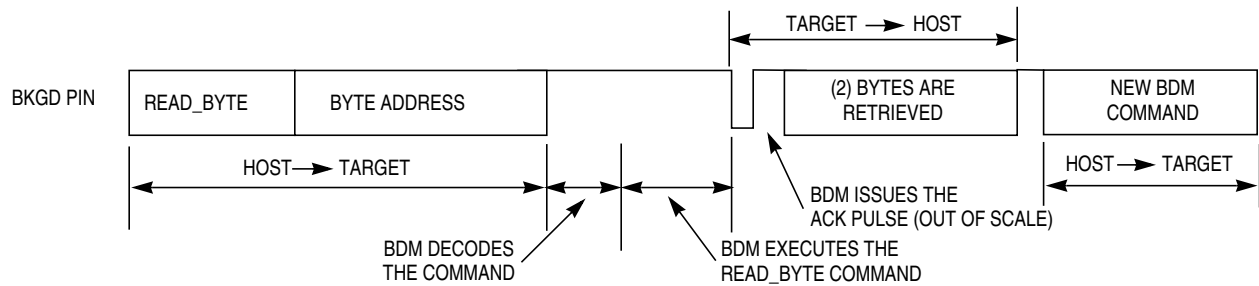 TARGET → HOST
BKGD PIN
READ_BYTE
BYTE ADDRESS
(2) BYTES ARE
RETRIEVED
NEW BDM
COMMAND
HOST → TARGET
HOST → TARGET
BDM DECODES
THE COMMAND
BDM EXECUTES THE
READ_BYTE COMMAND
BDM ISSUES THE
ACK PULSE (OUT OF SCALE)